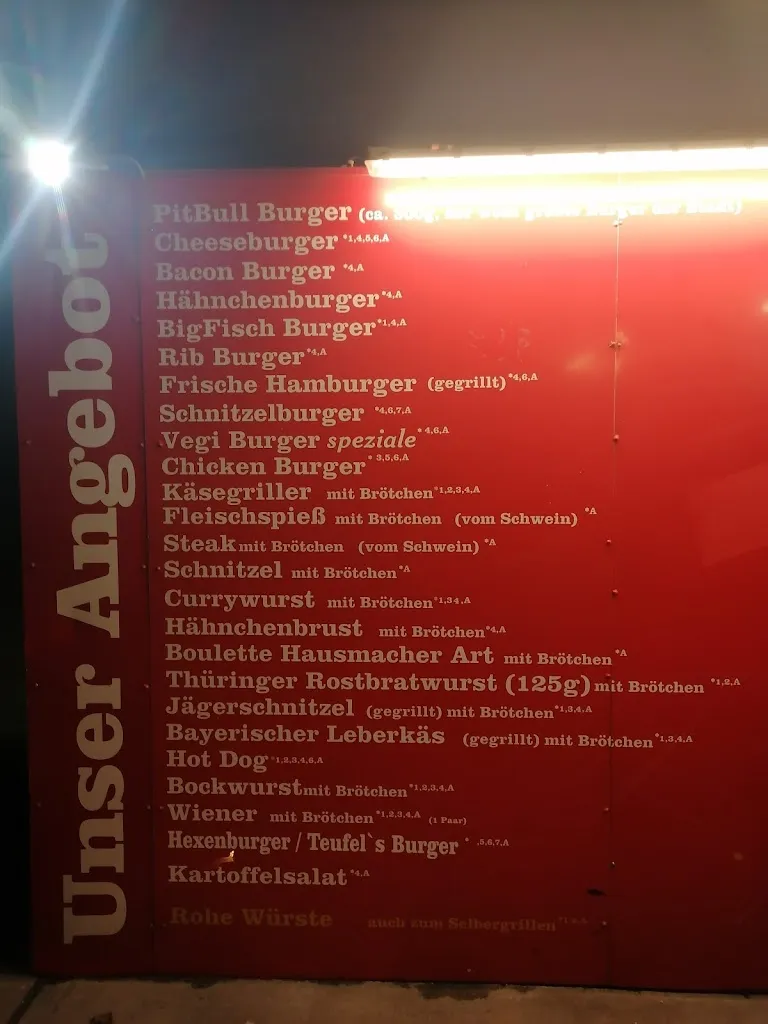 Unser Angebot
PitBull Burger (ca.
Cheeseburger *1,4,5,6,A
Bacon Burger *4,A
Hähnchenburger *4,A
BigFisch Burger *1,4,A
Rib Burger *4,A
Frische Hamburger (gegrillt) *4,6,A
Schnitzelburger *4,6,7,A
Vegi Burger speziale * 4,6,A
Chicken Burger * 3,5,6,A
Käsegriller mit Brötchen *1,2,3,4,A
Fleischspieß mit Brötchen (vom Schwein) *A
Steak mit Brötchen (vom Schwein) *A
Schnitzel mit Brötchen *A
Currywurst mit Brötchen *1,3 4,A
Hähnchenbrust mit Brötchen *4,A
Boulette Hausmacher Art mit Brötchen *A
Thüringer Rostbratwurst (125g) mit Brötchen *1,2,A
Jägerschnitzel (gegrillt) mit Brötchen *1,3,4,A
Bayerischer Leberkäs (gegrillt) mit Brötchen *1,3,4,A
Hot Dog *1,2,3,4,6,A
Bockwurst mit Brötchen *1,2,3,4,A
Wiener mit Brötchen *1,2,3,4,A (1 Paar)
Hexenburger / Teufel`s Burger * ,5,6,7,A
Kartoffelsalat *4,A
Rohe Würste auch zum Selbergrillen